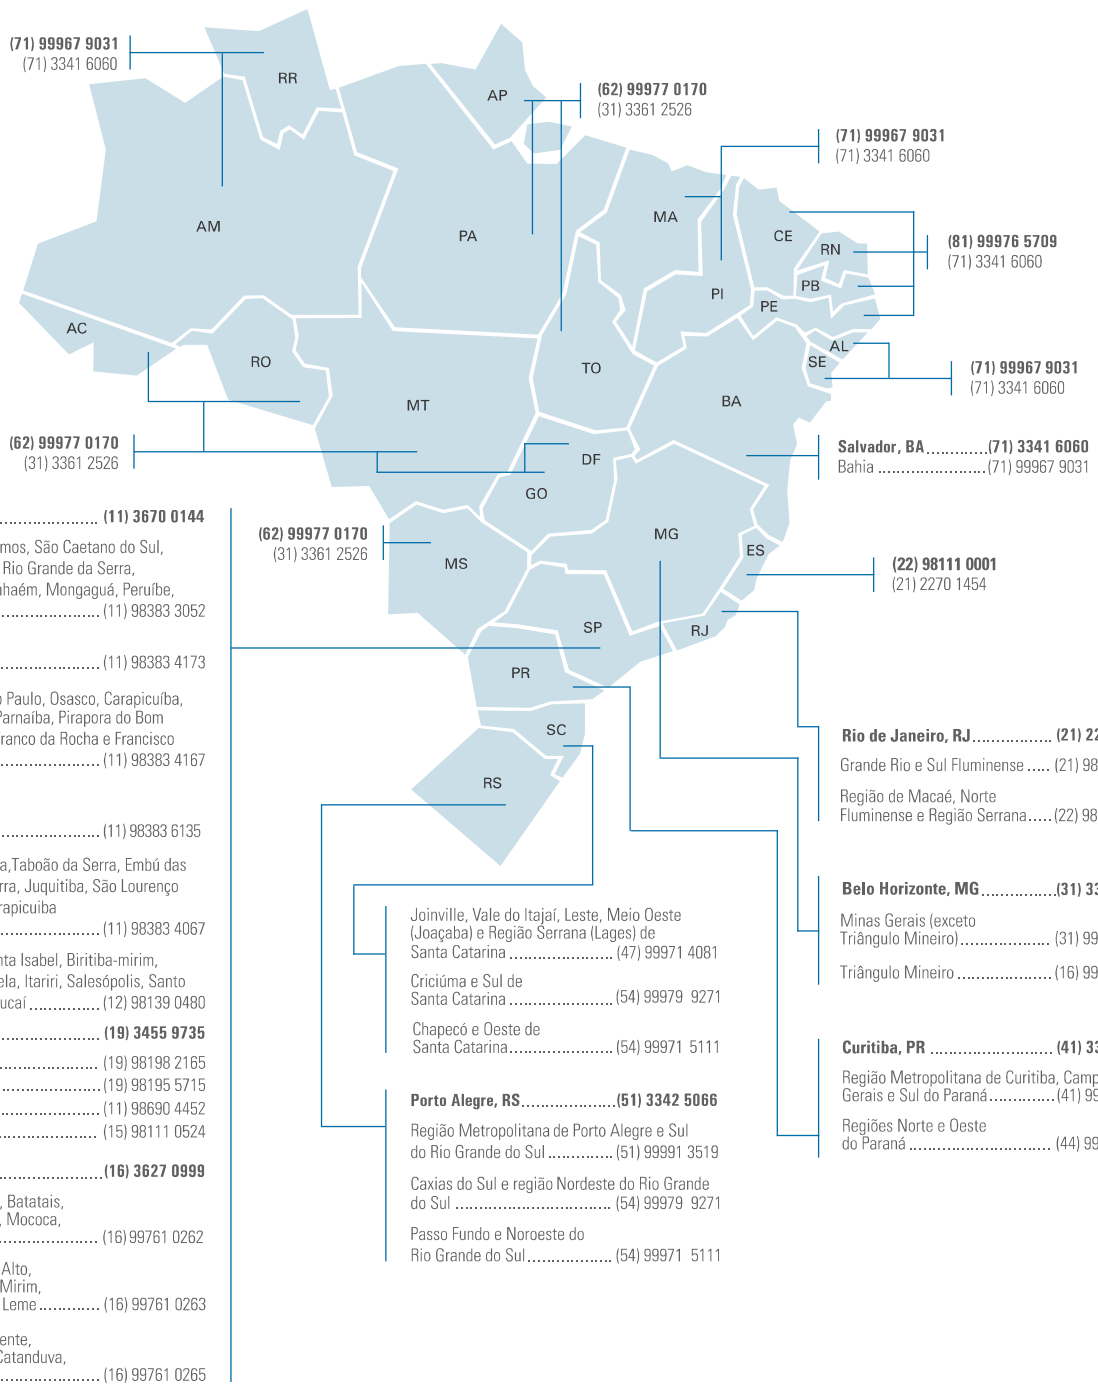 (71) 99967 9031
(71) 3341 6060
RR
AP
(62) 99977 0170
(31) 3361 2526
(71) 99967 9031
(71) 3341 6060
AM
PA
MA
CE
RN
(81) 99976 5709
(71) 3341 6060
PI
PB
PE
AC
RO
TO
AL
SE
(71) 99967 9031
(71) 3341 6060
MT
BA
(62) 99977 0170
(31) 3361 2526
DF
GO
Salvador, BA (71) 3341 6060
Bahia (71) 99967 9031
(62) 99977 0170
(31) 3361 2526
MS
MG
ES
(22) 98111 0001
(21) 2270 1454
SP
RJ
PR
SC
RS
(11) 3670 0144
mos, São Caetano do Sul,
Rio Grande da Serra,
nhaém, Mongaguá, Peruíbe,
(11) 98383 3052
(11) 98383 4173
o Paulo, Osasco, Carapicuíba,
Parnaíba, Pirapora do Bom
ranco da Rocha e Francisco
(11) 98383 4167
(11) 98383 6135
a,Taboão da Serra, Embú das
rra, Juquitiba, São Lourenço
rapicuiba
(11) 98383 4067
nta Isabel, Biritiba-mirim,
ela, Itariri, Salesópolis, Santo
ucaí (12) 98139 0480
(19) 3455 9735
(19) 98198 2165
(19) 98195 5715
(11) 98690 4452
(15) 98111 0524
(16) 3627 0999
, Batatais,
, Mococa,
(16) 99761 0262
Alto,
Mirim,
Leme (16) 99761 0263
ente,
Catanduva,
(16) 99761 0265
Joinville, Vale do Itajaí, Leste, Meio Oeste
(Joaçaba) e Região Serrana (Lages) de
Santa Catarina (47) 99971 4081
Criciúma e Sul de
Santa Catarina (54) 99979 9271
Chapecó e Oeste de
Santa Catarina (54) 99971 5111
Porto Alegre, RS (51) 3342 5066
Região Metropolitana de Porto Alegre e Sul
do Rio Grande do Sul (51) 99991 3519
Caxias do Sul e região Nordeste do Rio Grande
do Sul (54) 99979 9271
Passo Fundo e Noroeste do
Rio Grande do Sul (54) 99971 5111
Rio de Janeiro, RJ (21) 22
Grande Rio e Sul Fluminense (21) 98
Região de Macaé, Norte
Fluminense e Região Serrana (22) 98
Belo Horizonte, MG (31) 33
Minas Gerais (exceto
Triângulo Mineiro) (31) 99
Triângulo Mineiro (16) 99
Curitiba, PR (41) 33
Região Metropolitana de Curitiba, Camp
Gerais e Sul do Paraná (41) 99
Regiões Norte e Oeste
do Paraná (44) 99